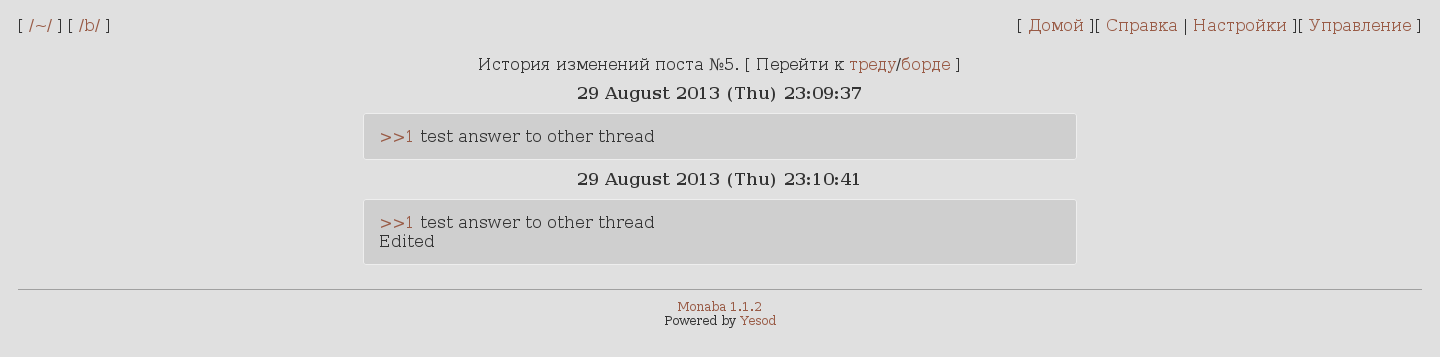 [ /~/ ] [ /b/ ]
[ Домой ][ Справка | Настройки ][ Управление ]
История изменений поста №5. [ Перейти к треду/борде ]
29 August 2013 (Thu) 23:09:37
>>1 test answer to other thread
29 August 2013 (Thu) 23:10:41
>>1 test answer to other thread
Edited
Monaba 1.1.2
Powered by Yesod